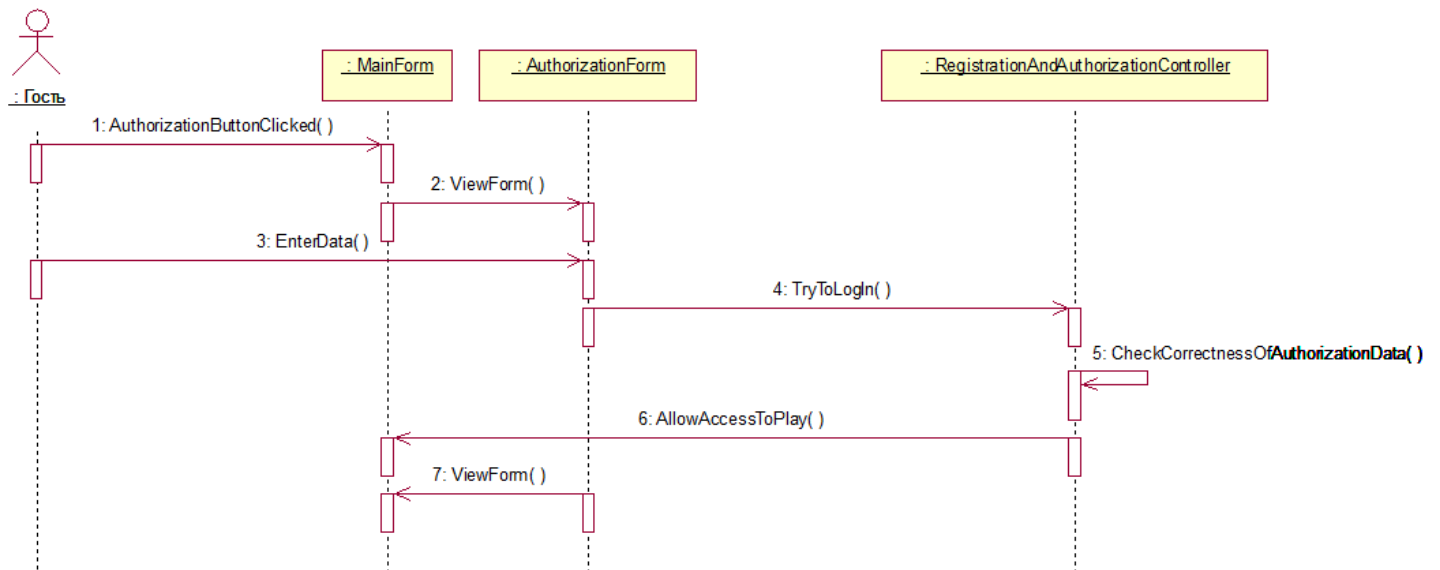 : Гость
: MainForm
: AuthorizationForm
: RegistrationAndAuthorizationController
1: AuthorizationButtonClicked( )
2: ViewForm( )
3: EnterData( )
4: TryToLogIn( )
5: CheckCorrectnessOfAuthorizationData( )
6: AllowAccessToPlay( )
7: ViewForm( )